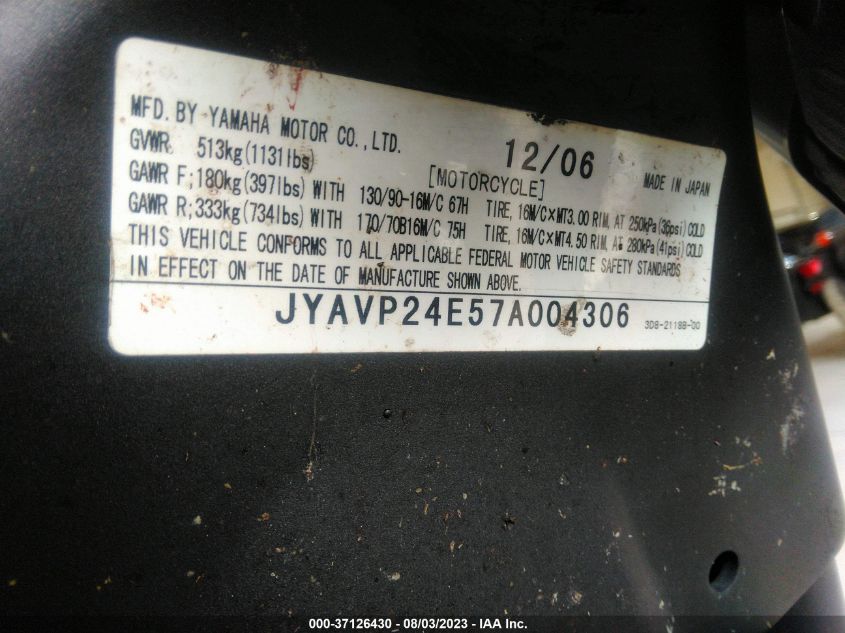 MFD. BY YAMAHA MOTOR CO., LTD. 12/06 MADE IN JAPAN
GVWR 513kg(1131lbs) [MOTORCYCLE]
GAWR F;180kg(397lbs) WITH 130/90-16M/C 67H TIRE, 16M/C×MT3.00 RIM, AT 250kPa(36psi)COLD
GAWR R;333kg(734lbs) WITH 170/70B16M/C 75H TIRE, 16M/C×MT4.50 RIM, AT 280kPa(41psi)COLD
THIS VEHICLE CONFORMS TO ALL APPLICABLE FEDERAL MOTOR VEHICLE SAFETY STANDARDS
IN EFFECT ON THE DATE OF MANUFACTURE SHOWN ABOVE.
JYAVP24E57A004306 3D8-2118B-00
000-37126430 - 08/03/2023 - IAA Inc.